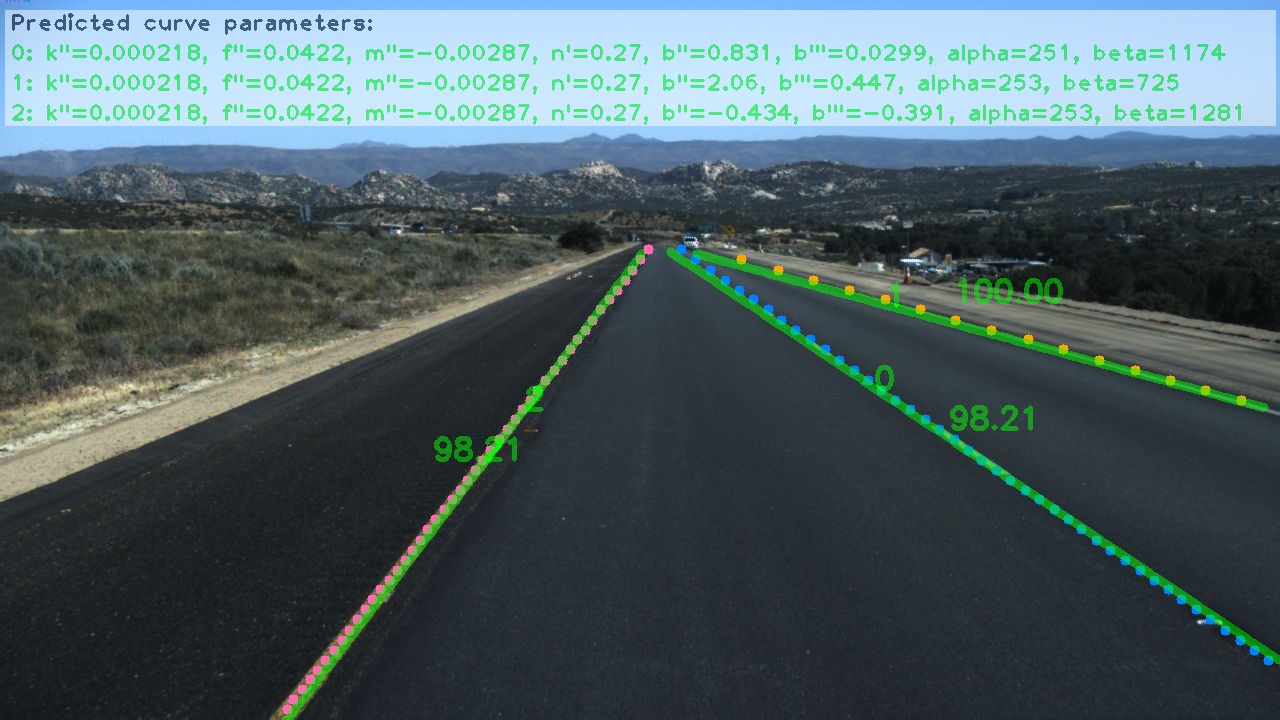 Predicted curve parameters:
0: k''=0.000218, f''=0.0422, m''=-0.00287, n'=0.27, b''=0.831, b'''=0.0299, alpha=251, beta=1174
1: k''=0.000218, f''=0.0422, m''=-0.00287, n'=0.27, b''=2.06, b'''=0.447, alpha=253, beta=725
2: k''=0.000218, f''=0.0422, m''=-0.00287, n'=0.27, b''=-0.434, b'''=-0.391, alpha=253, beta=1281
1 100.00
0
98.21
2
98.21